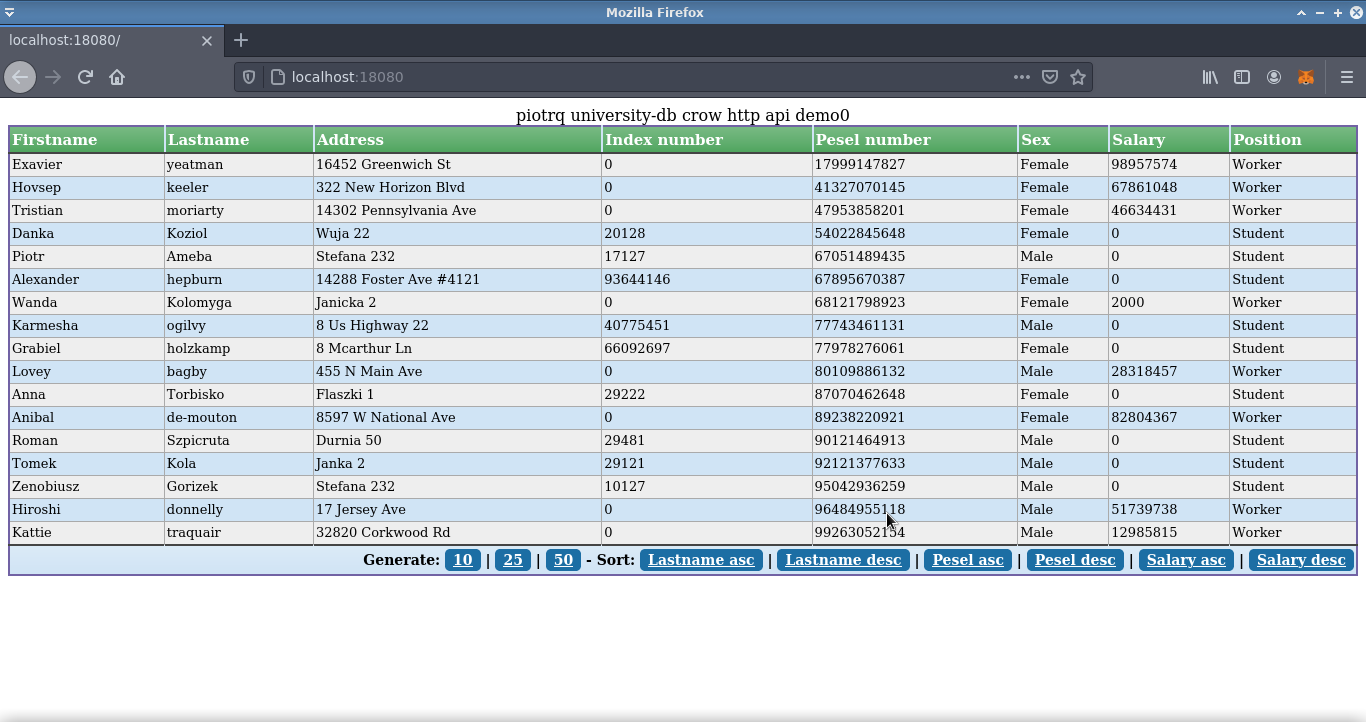 Mozilla Firefox
localhost:18080/
localhost:18080
piotrq university-db crow http api demo0
Firstname Lastname Address Index number Pesel number Sex Salary Position
Exavier yeatman 16452 Greenwich St 0 17999147827 Female 98957574 Worker
Hovsep keeler 322 New Horizon Blvd 0 41327070145 Female 67861048 Worker
Tristian moriarty 14302 Pennsylvania Ave 0 47953858201 Female 46634431 Worker
Danka Koziol Wuja 22 20128 54022845648 Female 0 Student
Piotr Ameba Stefana 232 17127 67051489435 Male 0 Student
Alexander hepburn 14288 Foster Ave #4121 93644146 67895670387 Female 0 Student
Wanda Kolomyga Janicka 2 0 68121798923 Female 2000 Worker
Karmesha ogilvy 8 Us Highway 22 40775451 77743461131 Male 0 Student
Grabiel holzkamp 8 Mcarthur Ln 66092697 77978276061 Female 0 Student
Lovey bagby 455 N Main Ave 0 80109886132 Male 28318457 Worker
Anna Torbisko Flaszki 1 29222 87070462648 Female 0 Student
Anibal de-mouton 8597 W National Ave 0 89238220921 Female 82804367 Worker
Roman Szpicruta Durnia 50 29481 90121464913 Male 0 Student
Tomek Kola Janka 2 29121 92121377633 Male 0 Student
Zenobiusz Gorizek Stefana 232 10127 95042936259 Male 0 Student
Hiroshi donnelly 17 Jersey Ave 0 96484955118 Male 51739738 Worker
Kattie traquair 32820 Corkwood Rd 0 99263052154 Male 12985815 Worker
Generate: 10 | 25 | 50 - Sort: Lastname asc | Lastname desc | Pesel asc | Pesel desc | Salary asc | Salary desc